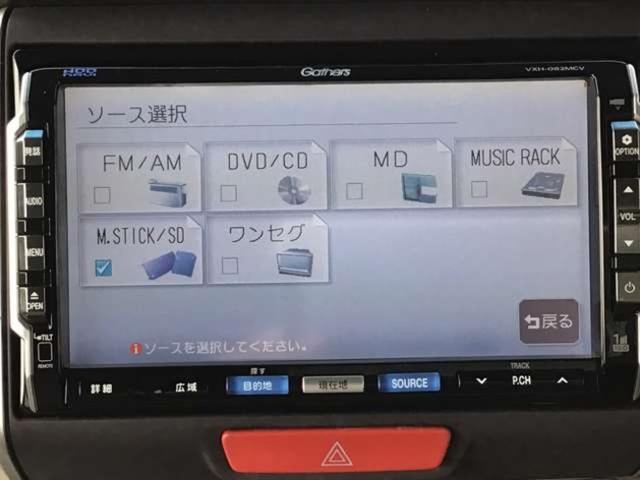 HDD NAVI
Gathers
VXH-082MCV
ソース選択
FM/AM
DVD/CD
MD
MUSIC RACK
M.STICK/SD
ワンセグ
戻る
ソースを選択してください。
AUDIO
MENU
OPEN
TILT
REMOTE
OPTION
VOL
詳細
広域
探す
目的地
現在地
SOURCE
TRACK
P.CH